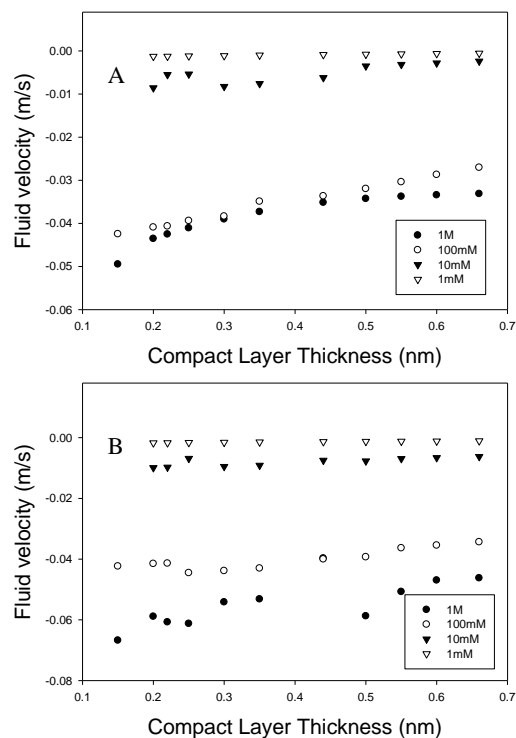 0.00
A
-0.01
-0.02
-0.03
-0.04
-0.05
-0.06
Fluid velocity (m/s)
1M
100mM
10mM
1mM
0.1 0.2 0.3 0.4 0.5 0.6 0.7
Compact Layer Thickness (nm)
0.00
B
-0.02
-0.04
-0.06
-0.08
Fluid velocity (m/s)
1M
100mM
10mM
1mM
0.1 0.2 0.3 0.4 0.5 0.6 0.7
Compact Layer Thickness (nm)